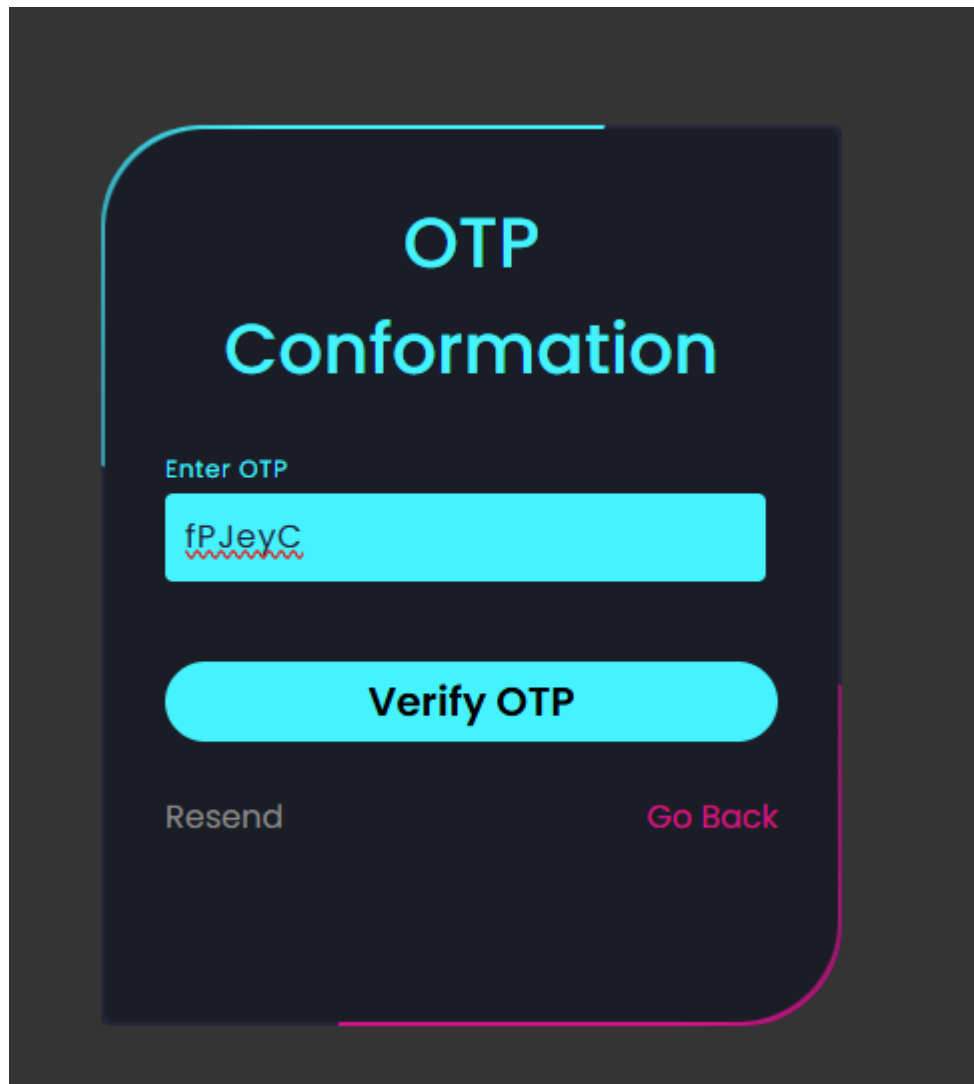 OTP
Conformation
Enter OTP
fPJeyC
Verify OTP
Resend
Go Back